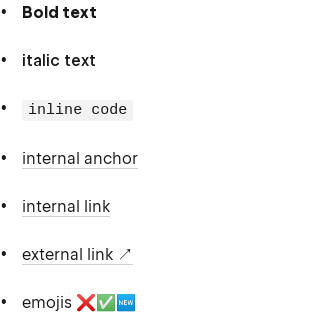 • Bold text
• italic text
• inline code
• internal anchor
• internal link
• external link ↗
• emojis ❌✅🆕